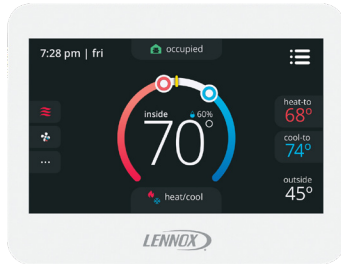 7:28 pm | fri
occupied
inside
60%
70°
heat/cool
heat-to
68°
cool-to
74°
outside
45°
...
LENNOX